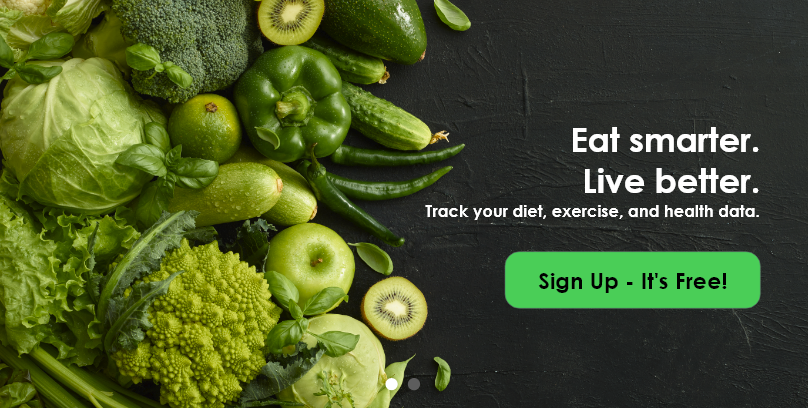 Eat smarter.
Live better.
Track your diet, exercise, and health data.
Sign Up - It's Free!